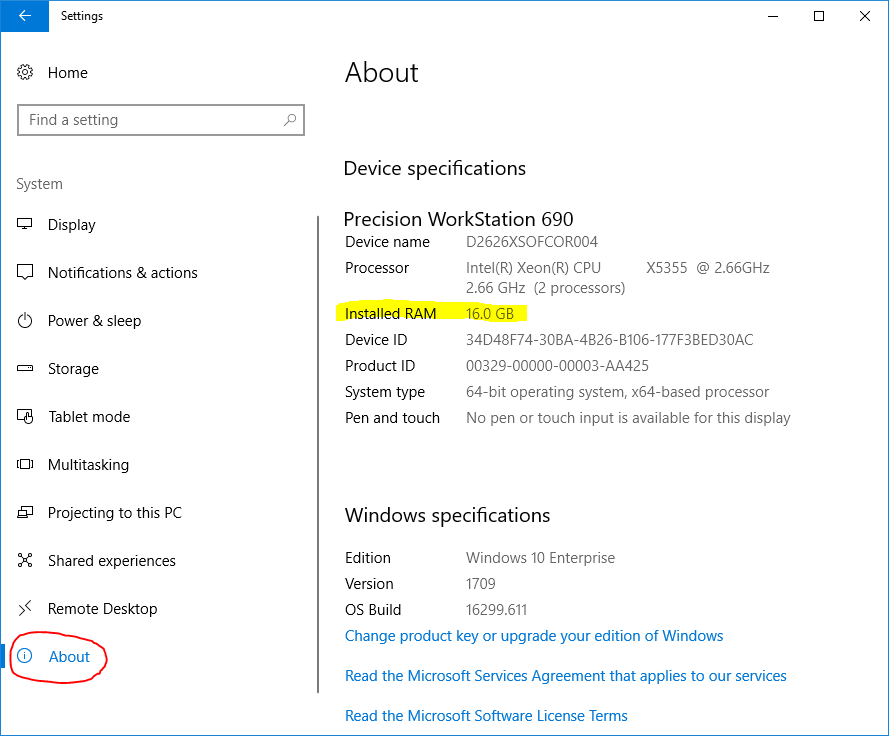 Settings
Home
Find a setting
System
Display
Notifications & actions
Power & sleep
Storage
Tablet mode
Multitasking
Projecting to this PC
Shared experiences
Remote Desktop
About
About
Device specifications
Precision WorkStation 690
Device name D2626XSOFCOR004
Processor Intel(R) Xeon(R) CPU X5355 @ 2.66GHz
2.66 GHz (2 processors)
Installed RAM 16.0 GB
Device ID 34D48F74-30BA-4B26-B106-177F3BED30AC
Product ID 00329-00000-00003-AA425
System type 64-bit operating system, x64-based processor
Pen and touch No pen or touch input is available for this display
Windows specifications
Edition Windows 10 Enterprise
Version 1709
OS Build 16299.611
Change product key or upgrade your edition of Windows
Read the Microsoft Services Agreement that applies to our services
Read the Microsoft Software License Terms